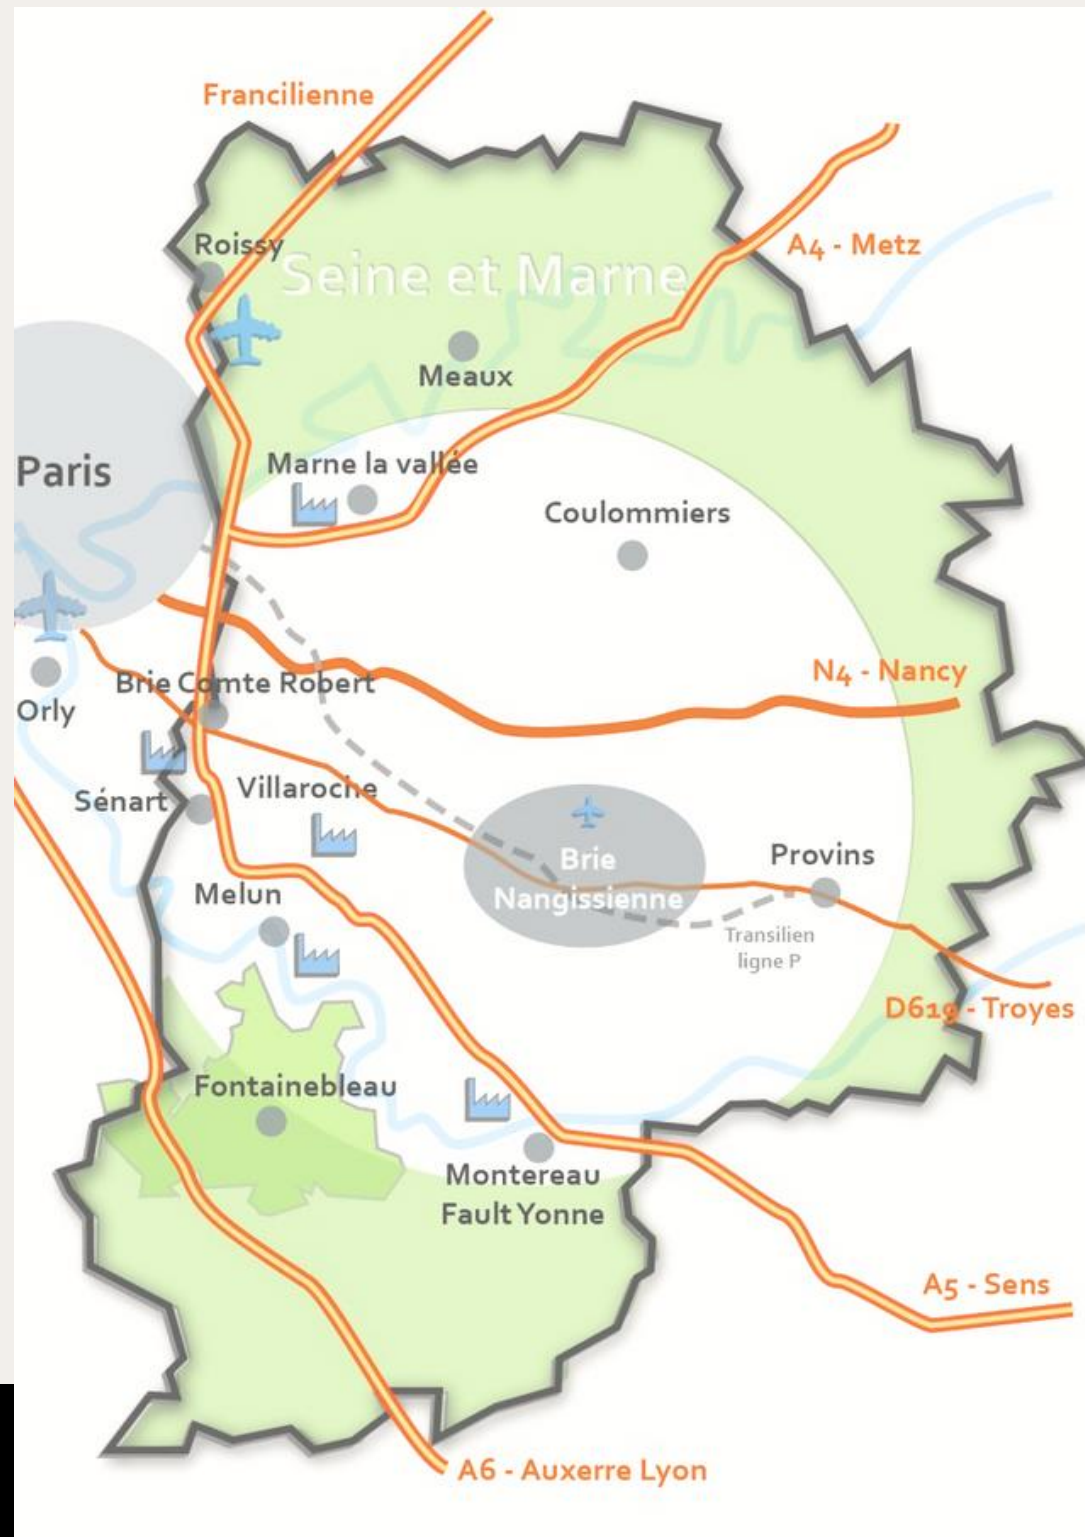 Francilienne
Roissy
A4 - Metz
Seine et Marne
Meaux
Paris
Marne la vallée
Coulommiers
N4 - Nancy
Brie Comte Robert
Orly
Villaroche
Sénart
Brie
Nangissienne
Provins
Melun
Transilien
ligne P
D619 - Troyes
Fontainebleau
Montereau
Fault Yonne
A5 - Sens
A6 - Auxerre Lyon